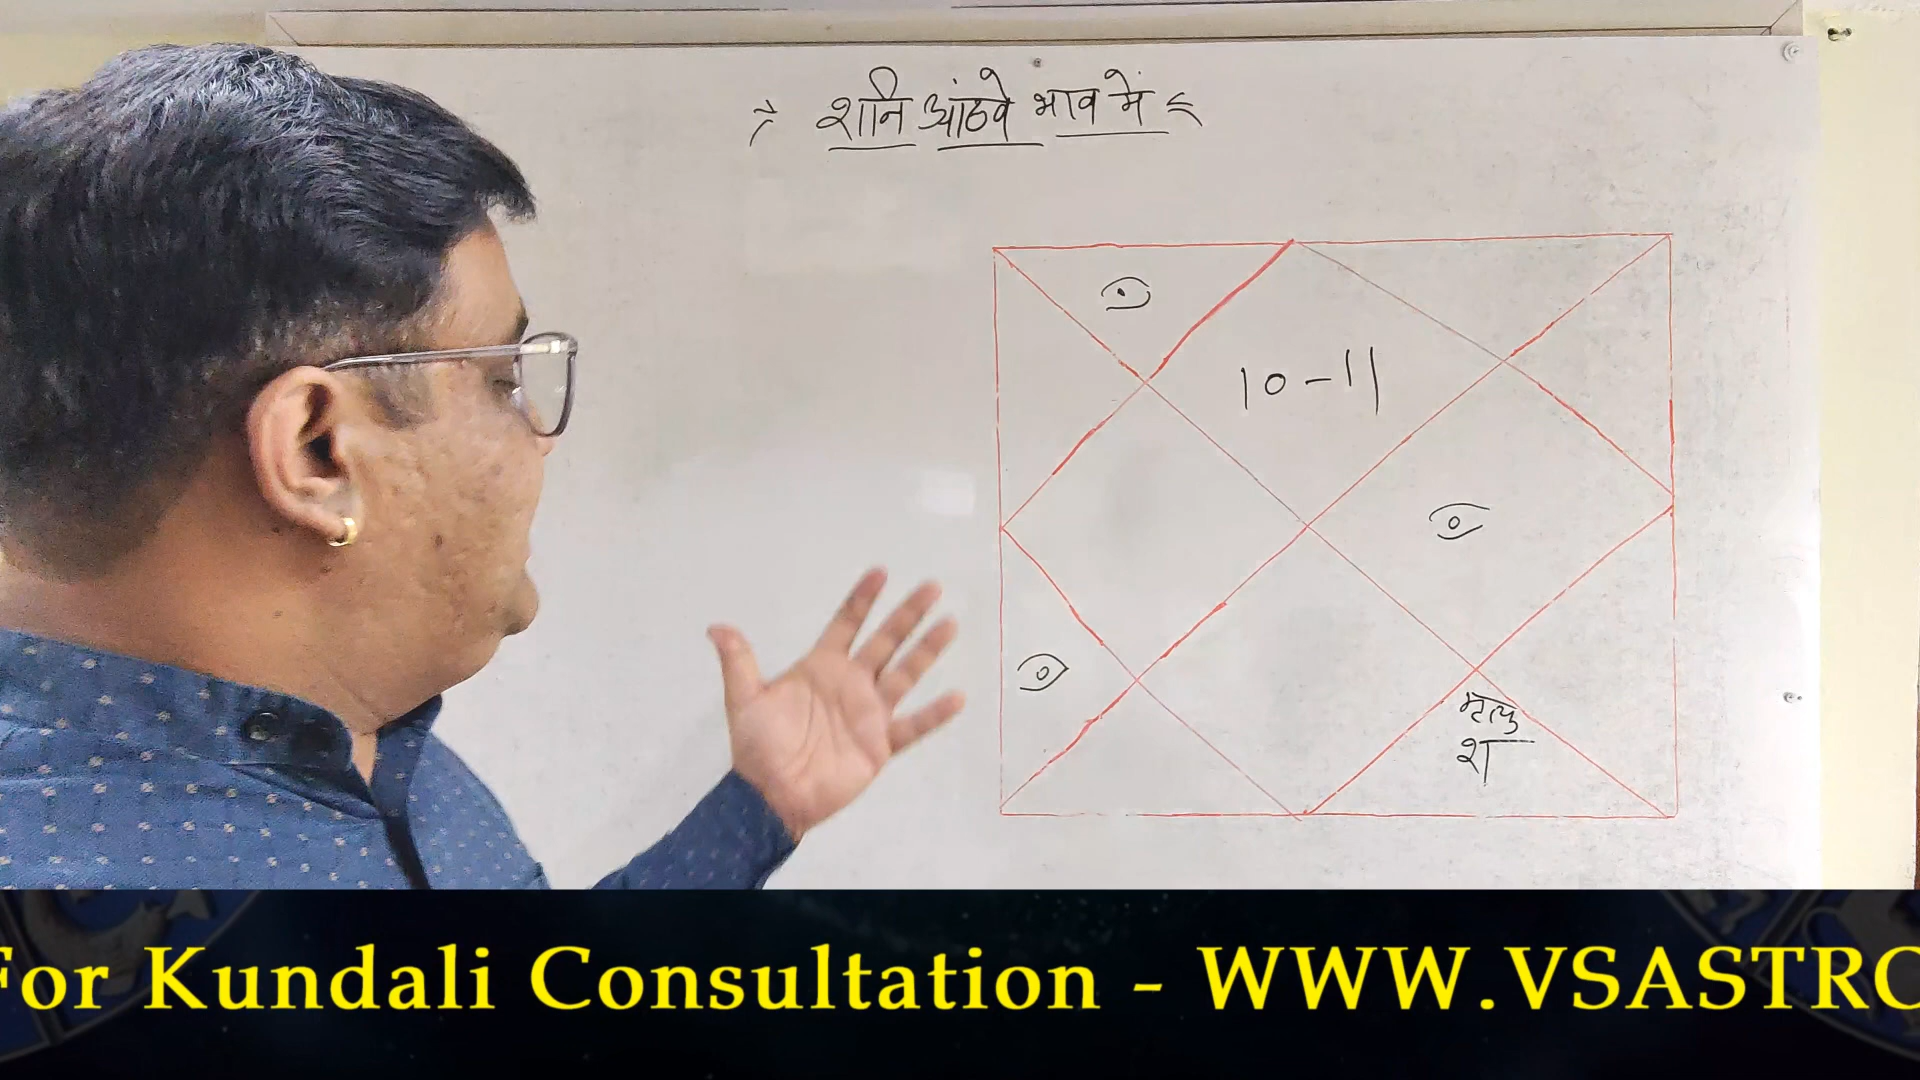 शनि आंठवे भाव में
10-11
मृत्यु
श
For Kundali Consultation - WWW.VSASTRO